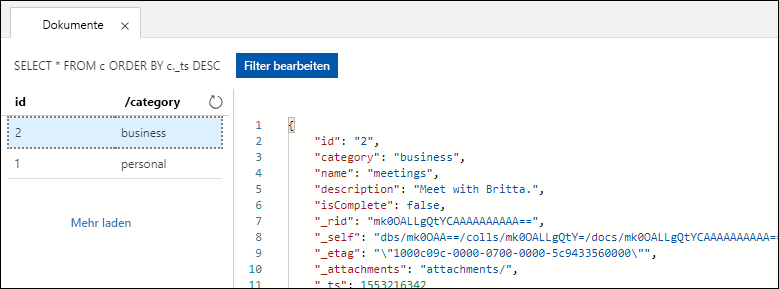 Dokumente
SELECT * FROM c ORDER BY c._ts DESC
Filter bearbeiten
id /category
2 business
1 personal
Mehr laden
1 {
2 "id": "2",
3 "category": "business",
4 "name": "meetings",
5 "description": "Meet with Britta.",
6 "isComplete": false,
7 "_rid": "mk0OALLgQtYCAAAAAAAAAA==",
8 "_self": "dbs/mk0OAA==/colls/mk0OALLgQtY=/docs/mk0OALLgQtYCAAAAAAAAAA==
9 "_etag": "\"1000c09c-0000-0700-0000-5c9433560000\"",
10 "_attachments": "attachments/",
11 "_ts": 1553216342